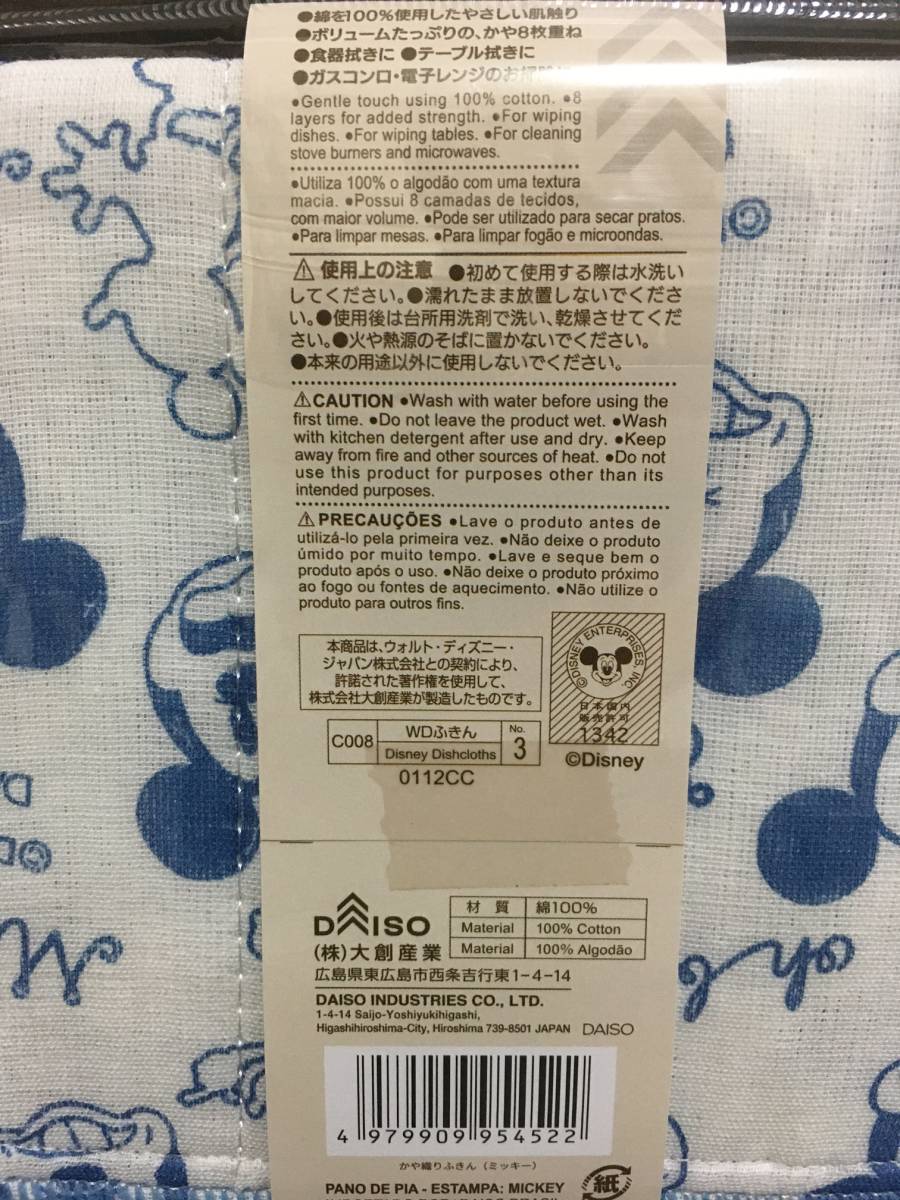 ●綿を100%使用したやさしい肌触り
●ボリュームたっぷりの、かや8枚重ね
●食器拭きに ●テーブル拭きに
●ガスコンロ・電子レンジのお掃除に
●Gentle touch using 100% cotton. ●8
layers for added strength. ●For wiping
dishes. ●For wiping tables. ●For cleaning
stove burners and microwaves.
●Utiliza 100% o algodão com uma textura
macia. ●Possui 8 camadas de tecidos,
com maior volume. ●Pode ser utilizado para secar pratos.
●Para limpar mesas. ●Para limpar fogão e microondas.
⚠ 使用上の注意 ●初めて使用する際は水洗い
してください。●濡れたまま放置しないでくださ
い。●使用後は台所用洗剤で洗い、乾燥させてくだ
さい。●火や熱源のそばに置かないでください。
●本来の用途以外に使用しないでください。
⚠CAUTION ●Wash with water before using the
first time. ●Do not leave the product wet. ●Wash
with kitchen detergent after use and dry. ●Keep
away from fire and other sources of heat. ●Do not
use this product for purposes other than its
intended purposes.
⚠PRECAUÇÕES ●Lave o produto antes de
utilizá-lo pela primeira vez. ●Não deixe o produto
úmido por muito tempo. ●Lave e seque bem o
produto após o uso. ●Não deixe o produto próximo
ao fogo ou fontes de aquecimento. ●Não utilize o
produto para outros fins.
本商品は、ウォルト・ディズニー・
ジャパン株式会社との契約により、
許諾された著作権を使用して、
株式会社大創産業が製造したものです。
©DISNEY ENTERPRISES, INC.
日本国内
販売許可
1342
©Disney
C008 WDふきん No. 3
Disney Dishcloths
0112CC
DAISO
(株)大創産業
材 質 綿100%
Material 100% Cotton
Material 100% Algodão
広島県東広島市西条吉行東1-4-14
DAISO INDUSTRIES CO., LTD.
1-4-14 Saijo-Yoshiyukihigashi,
Higashihiroshima-City, Hiroshima 739-8501 JAPAN DAISO
4 979909 954522
かや織りふきん(ミッキー)
PANO DE PIA - ESTAMPA: MICKEY
紙